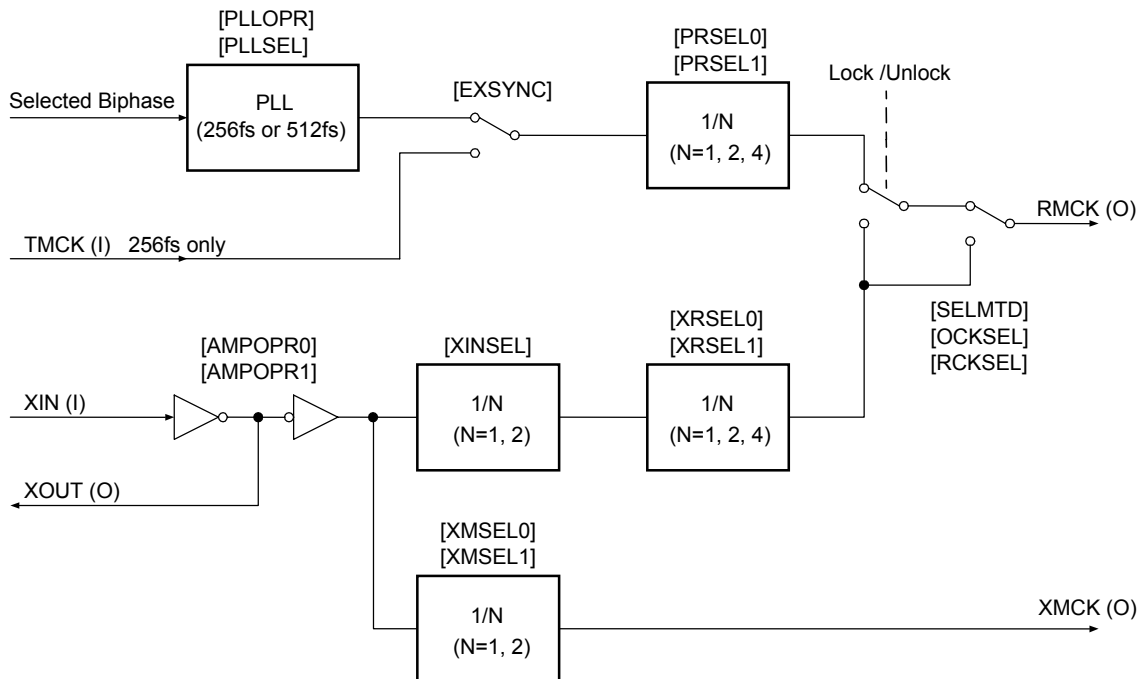 [PLLOPR]
[PLLSEL]
[PRSEL0]
[PRSEL1]
Lock /Unlock
Selected Biphase
PLL
(256fs or 512fs)
[EXSYNC]
1/N
(N=1, 2, 4)
RMCK (O)
TMCK (I) 256fs only
[AMPOPR0]
[AMPOPR1]
[XINSEL]
[XRSEL0]
[XRSEL1]
[SELMTD]
[OCKSEL]
[RCKSEL]
XIN (I)
1/N
(N=1, 2)
1/N
(N=1, 2, 4)
XOUT (O)
[XMSEL0]
[XMSEL1]
1/N
(N=1, 2)
XMCK (O)